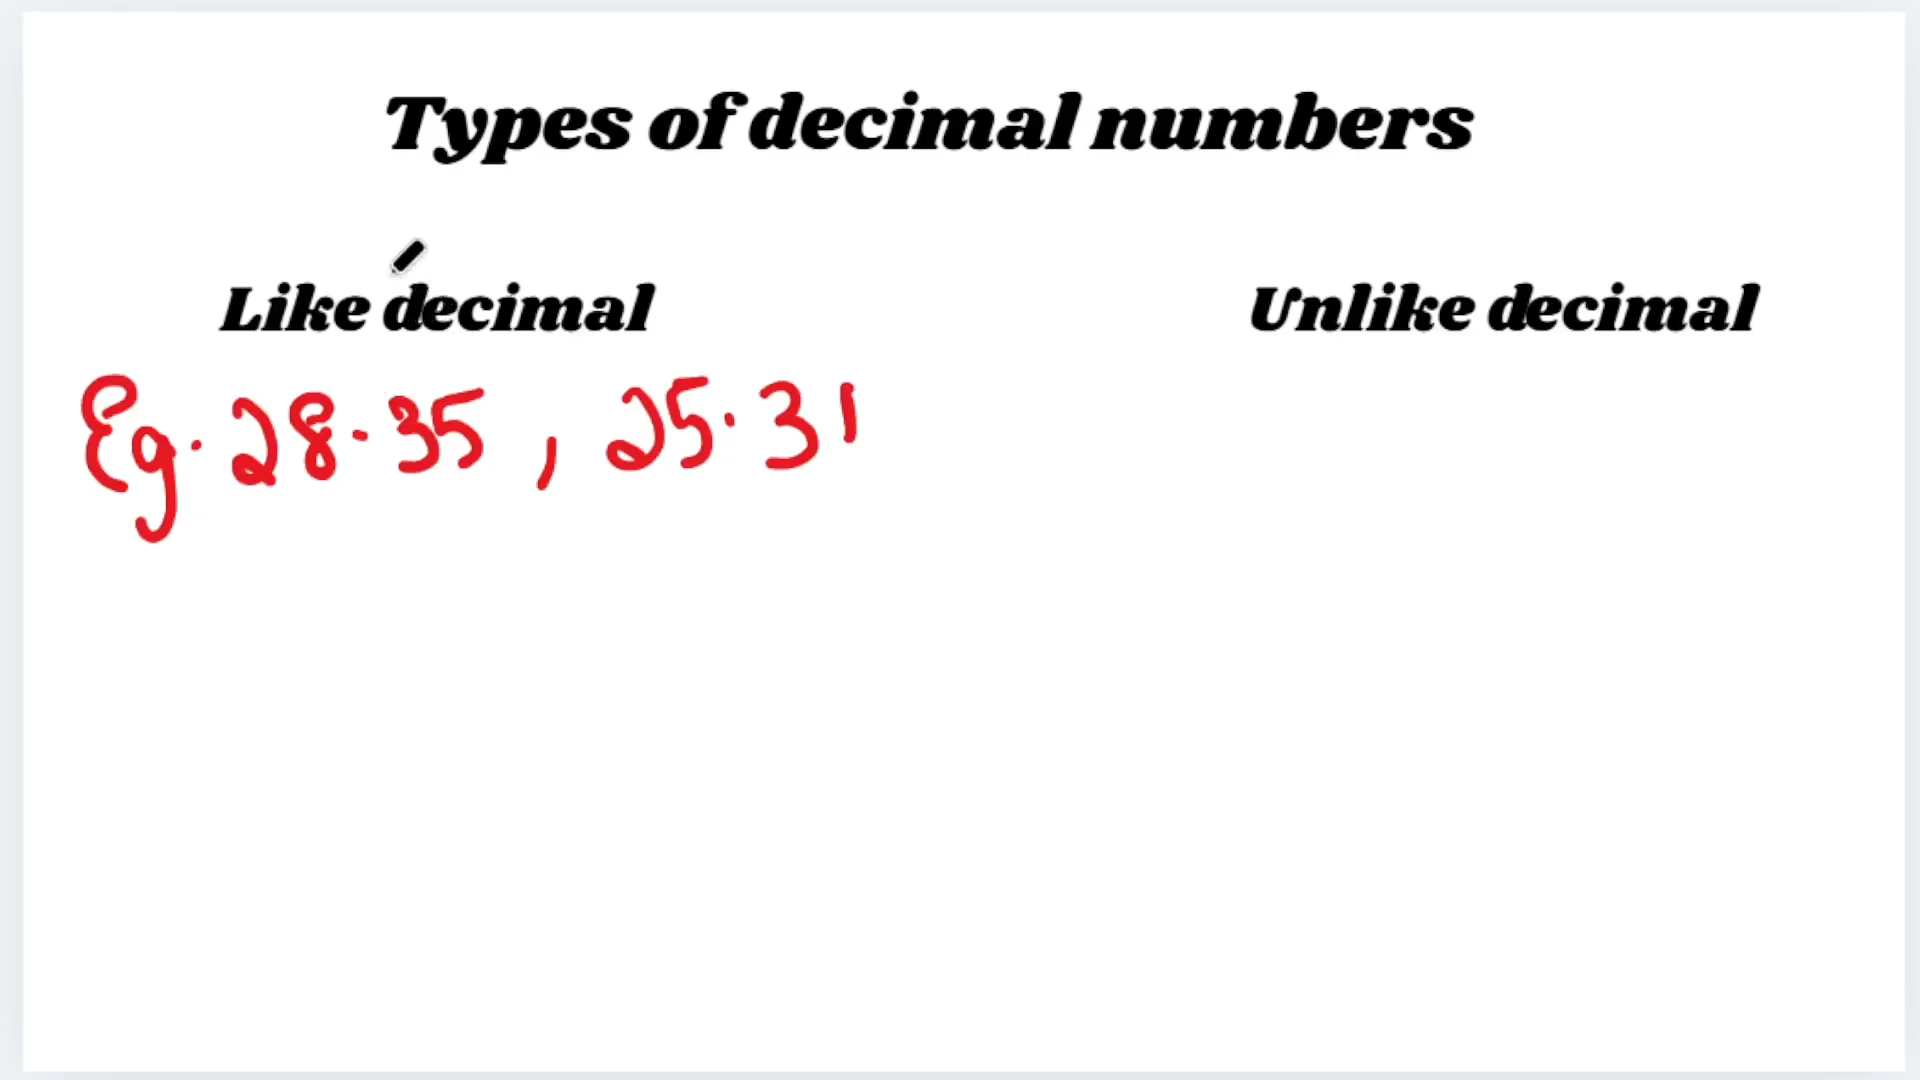 Types of decimal numbers
Like decimal
Unlike decimal
Eg. 28.35, 25.31